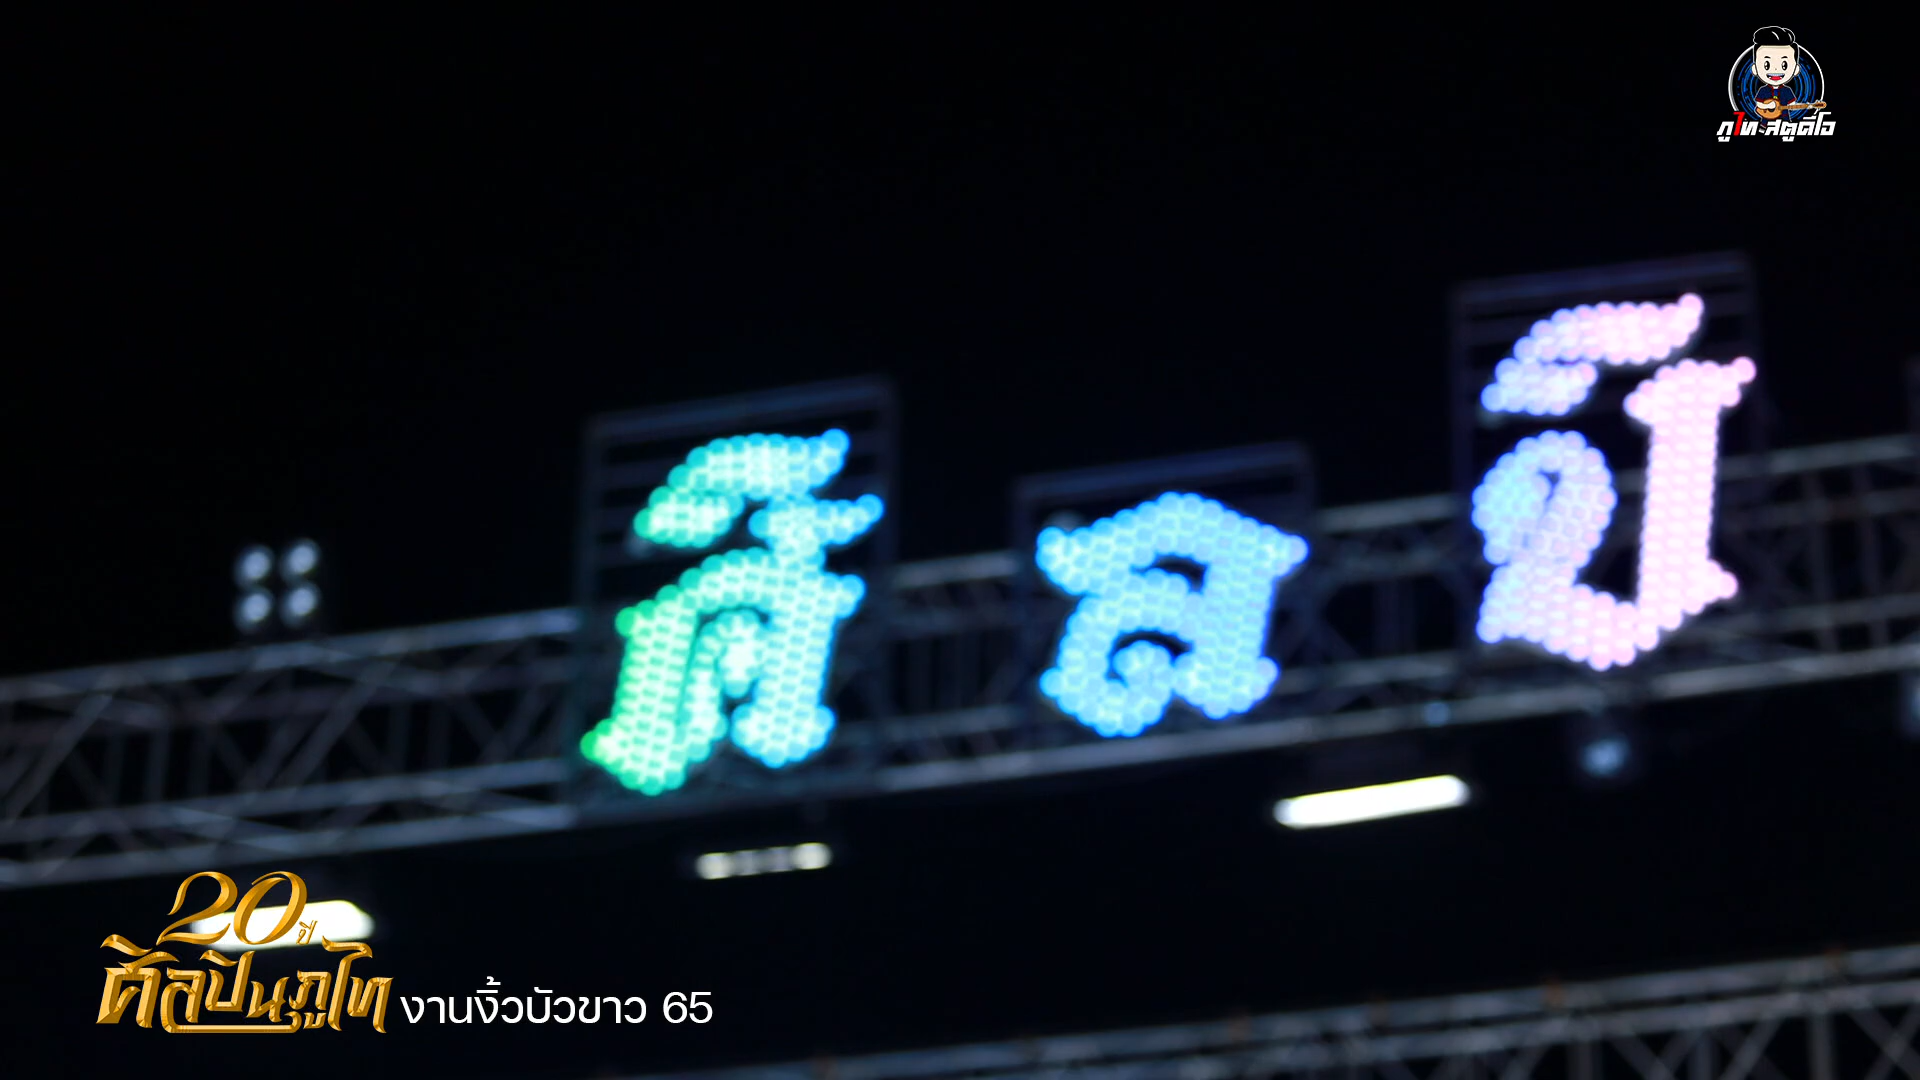 ภูไท สตูดิโอ
ศิลปิ
20 ปี
ศิลปินภูไท
งานงิ้วบัวขาว 65